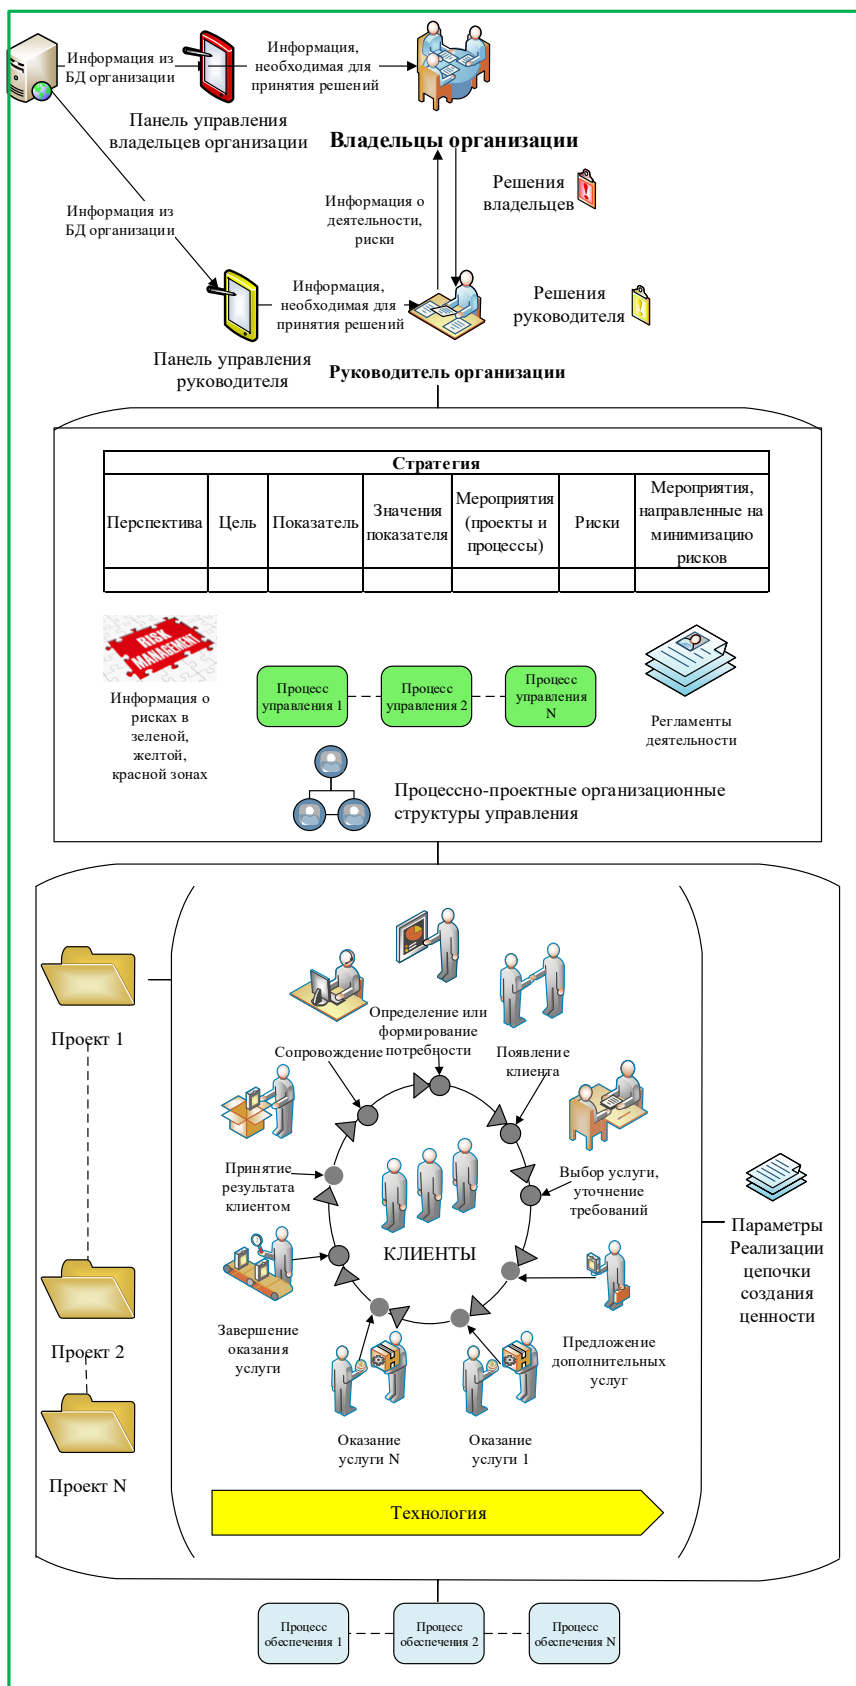 Информация из
БД организации
Информация,
необходимая для
принятия решений
Панель управления
владельцев организации
Владельцы организации
Решения
владельцев
Информация о
деятельности,
риски
Информация из
БД организации
Информация,
необходимая для
принятия решений
Решения
руководителя
Панель управления
руководителя
Руководитель организации
Стратегия
Перспектива
Цель
Показатель
Значения
показателя
Мероприятия
(проекты и
процессы)
Риски
Мероприятия,
направленные на
минимизацию
рисков
RISK
MANAGEMENT
Информация о
рисках в
зеленой,
желтой,
красной зонах
Процесс
управления 1
Процесс
управления 2
Процесс
управления
N
Регламенты
деятельности
Процессно-проектные организационные
структуры управления
Проект 1
Проект 2
Проект N
Определение или
формирование
потребности
Сопровождение
Появление
клиента
Принятие
результата
клиентом
Выбор услуги,
уточнение
требований
КЛИЕНТЫ
Завершение
оказания
услуги
Предложение
дополнительных
услуг
Оказание
услуги N
Оказание
услуги 1
Параметры
Реализации
цепочки
создания
ценности
Технология
Процесс
обеспечения 1
Процесс
обеспечения 2
Процесс
обеспечения N